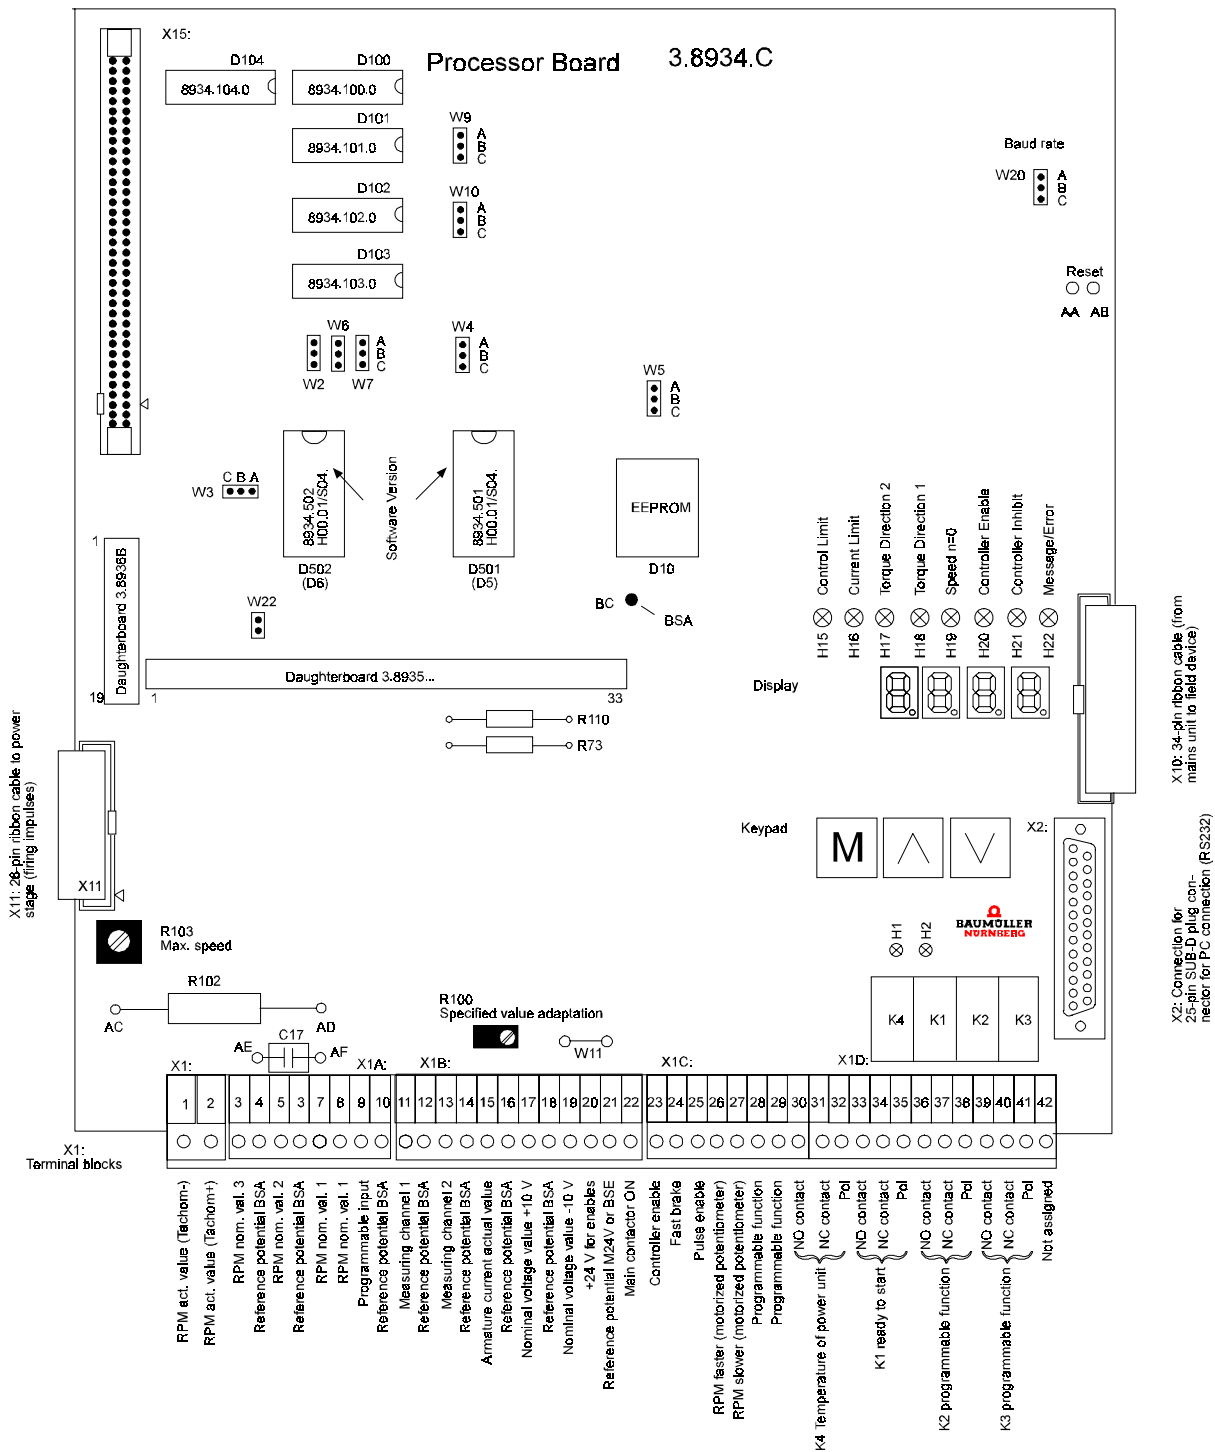 X15:
Processor Board 3.8934.C
D104
8934.104.0
D100
8934.100.0
D101
8934.101.0
D102
8934.102.0
D103
8934.103.0
W9
A
B
C
W10
A
B
C
Baud rate
W20
A
B
C
Reset
AA AB
W6
W2 W7
A
B
C
W4
A
B
C
W5
A
B
C
C B A
W3
8934.502
H00.01/S04.
D502
(D6)
Software Version
8934.501
H00.01/S04.
D501
(D5)
EEPROM
D10
BC
BSA
W22
1
Daughterboard 3.8936B
19
Daughterboard 3.8935...
1 33
R110
R73
Control Limit
Current Limit
Torque Direction 2
Torque Direction 1
Speed n=0
Controller Enable
Controller Inhibit
Message/Error
H15
H16
H17
H18
H19
H20
H21
H22
Display
8. 8. 8. 8.
X10: 34-pin ribbon cable (from
mains unit to field device)
X11: 26-pin ribbon cable to power
stage (firing impulses)
X11
Keypad
M
X2:
X2: Connection for
25-pin SUB-D plug con-
nector for PC connection (RS232)
H1
H2
BAUMÜLLER
NÜRNBERG
R103
Max. speed
R102
AC AD
C17
AE AF
R100
Specified value adaptation
W11
K4 K1 K2 K3
X1: X1A: X1B: X1C: X1D:
1 2 3 4 5 3 7 8 9 10 11 12 13 14 15 16 17 18 19 20 21 22 23 24 25 26 27 28 29 30 31 32 33 34 35 36 37 38 39 40 41 42
X1:
Terminal blocks
RPM act. value (Tachom-)
RPM act. value (Tachom+)
RPM nom. val. 3
Reference potential BSA
RPM nom. val. 2
Reference potential BSA
RPM nom. val. 1
RPM nom. val. 1
Programmable input
Reference potential BSA
Measuring channel 1
Reference potential BSA
Measuring channel 2
Reference potential BSA
Armature current actual value
Reference potential BSA
Nominal voltage value +10 V
Reference potential BSA
Nominal voltage value -10 V
+24 V for enables
Reference potential M24V or BSE
Main contactor ON
Controller enable
Fast brake
Pulse enable
RPM faster (motorized potentiometer)
RPM slower (motorized potentiometer)
Programmable function
Programmable function
NO contact
NC contact
Pol
K4 Temperature of power unit
NO contact
NC contact
Pol
K1 ready to start
NO contact
NC contact
Pol
K2 programmable function
NO contact
NC contact
Pol
K3 programmable function
Not assigned